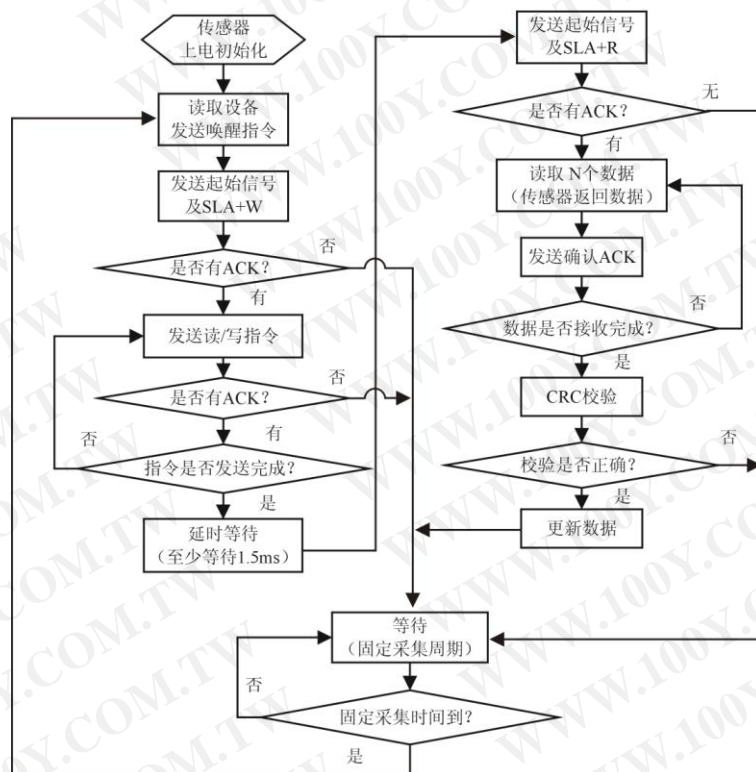 传感器
上电初始化
读取设备
发送唤醒指令
发送起始信号
及SLA+W
是否有ACK?
否
有
发送读/写指令
是否有ACK?
否
有
否
指令是否发送完成?
是
延时等待
(至少等待1.5ms)
发送起始信号
及SLA+R
是否有ACK?
无
有
读取 N个数据
(传感器返回数据)
发送确认ACK
数据是否接收完成?
否
是
CRC校验
校验是否正确?
否
是
更新数据
等待
(固定采集周期)
否
固定采集时间到?
是
WWW.100Y.COM.TW